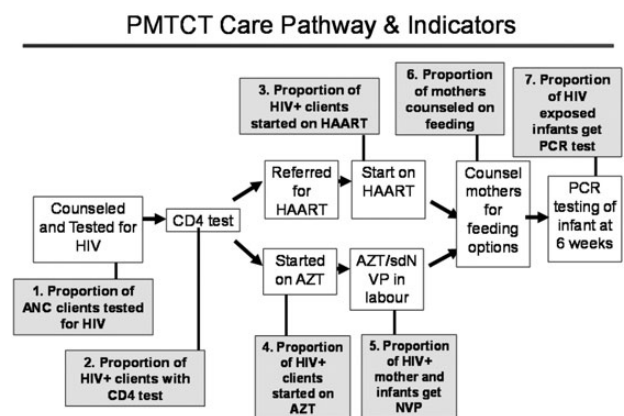 PMTCT Care Pathway & Indicators
3. Proportion of
HIV+ clients
started on HAART
6. Proportion
of mothers
counseled on
feeding
7. Proportion
of HIV
exposed
infants get
PCR test
Referred
for
HAART
Start on
HAART
Counsel
mothers
for
feeding
options
PCR
testing of
infant at
6 weeks
Counseled
and Tested for
HIV
CD4 test
Started
on AZT
AZT/sdN
VP in
labour
1. Proportion of
ANC clients tested
for HIV
2. Proportion of
HIV+ clients with
CD4 test
4. Proportion
of HIV+
clients
started on
AZT
5. Proportion
of HIV+
mother and
infants get
NVP